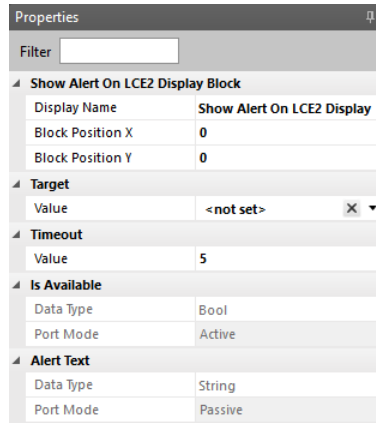 Properties
Filter
Show Alert On LCE2 Display Block
Display Name Show Alert On LCE2 Display
Block Position X 0
Block Position Y 0
Target
Value <not set>
Timeout
Value 5
Is Available
Data Type Bool
Port Mode Active
Alert Text
Data Type String
Port Mode Passive